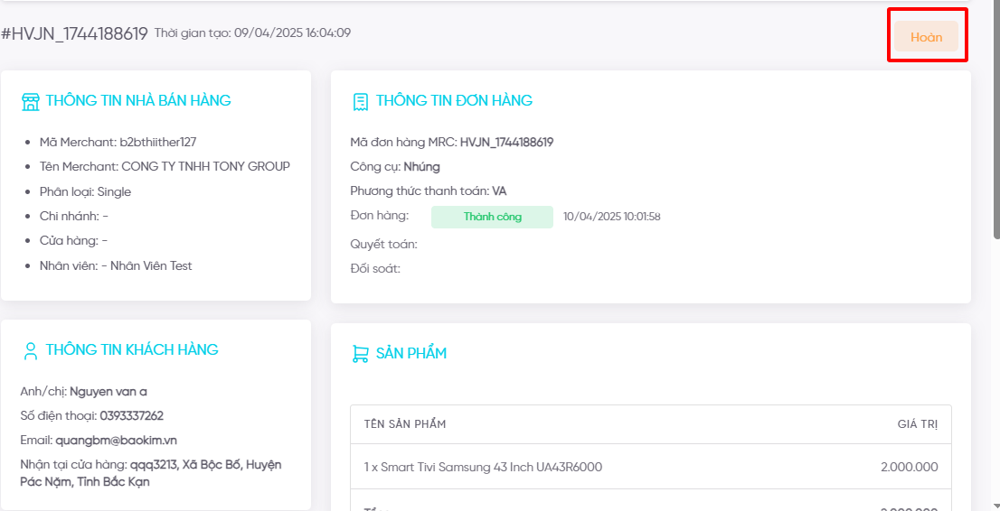 #HVJN_1744188619 Thời gian tạo: 09/04/2025 16:04:09
Hoàn
THÔNG TIN NHÀ BÁN HÀNG
Mã Merchant: b2bthiither127
Tên Merchant: CONG TY TNHH TONY GROUP
Phân loại: Single
Chi nhánh: -
Cửa hàng: -
Nhân viên: - Nhân Viên Test
THÔNG TIN ĐƠN HÀNG
Mã đơn hàng MRC: HVJN_1744188619
Công cụ: Nhúng
Phương thức thanh toán: VA
Đơn hàng: Thành công 10/04/2025 10:01:58
Quyết toán:
Đối soát:
THÔNG TIN KHÁCH HÀNG
Anh/chị: Nguyen van a
Số điện thoại: 0393337262
Email: quangbm@baokim.vn
Nhận tại cửa hàng: qqq3213, Xã Bộc Bố, Huyện
Pác Nặm, Tỉnh Bắc Kạn
SẢN PHẨM
TÊN SẢN PHẨM GIÁ TRỊ
1 x Smart Tivi Samsung 43 Inch UA43R6000 2.000.000